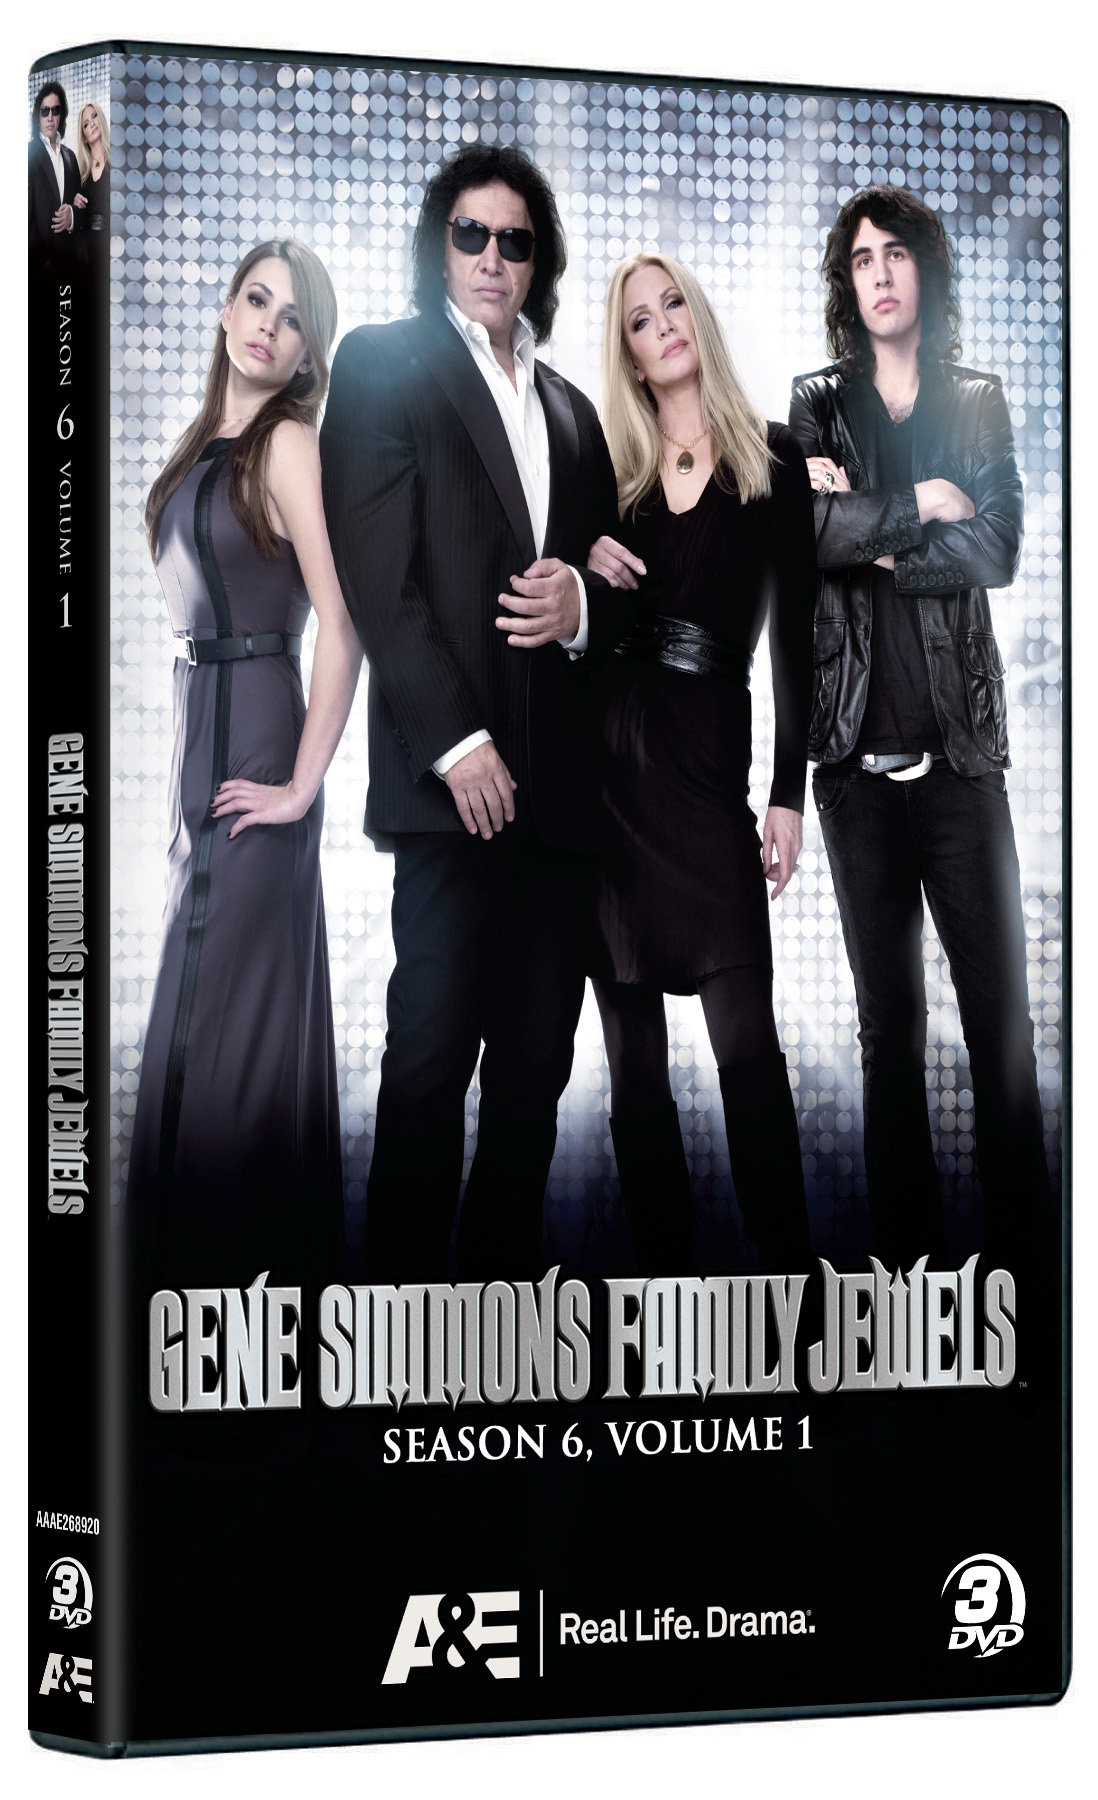 SEASON 6 VOLUME 1
GENE SIMMONS FAMILY JEWELS
AAAE268920
3
DVD
A&E
GENE SIMMONS FAMILY JEWELS™
SEASON 6, VOLUME 1
A&E | Real Life. Drama.®
3
DVD